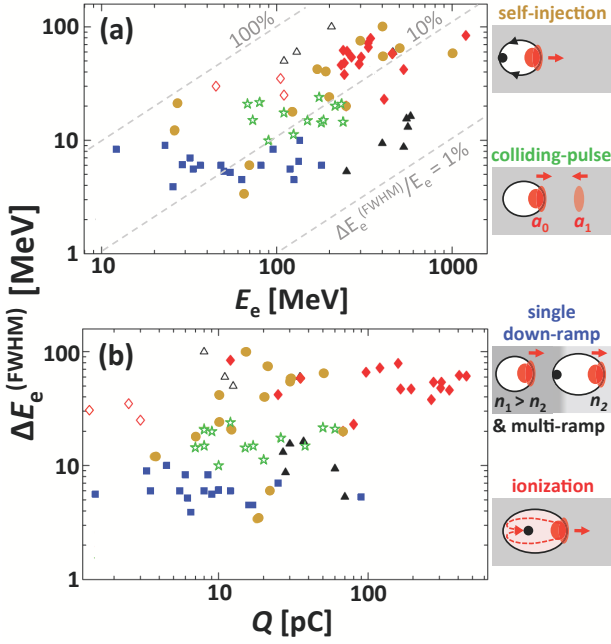 (a)
100%
10%
ΔE_e^(FWHM)/E_e = 1%
100
10
1
10
100
1000
E_e [MeV]
ΔE_e^(FWHM) [MeV]
(b)
100
10
1
10
100
Q [pC]
self-injection
colliding-pulse
a_0 a_1
single
down-ramp
n_1 > n_2 n_2
& multi-ramp
ionization